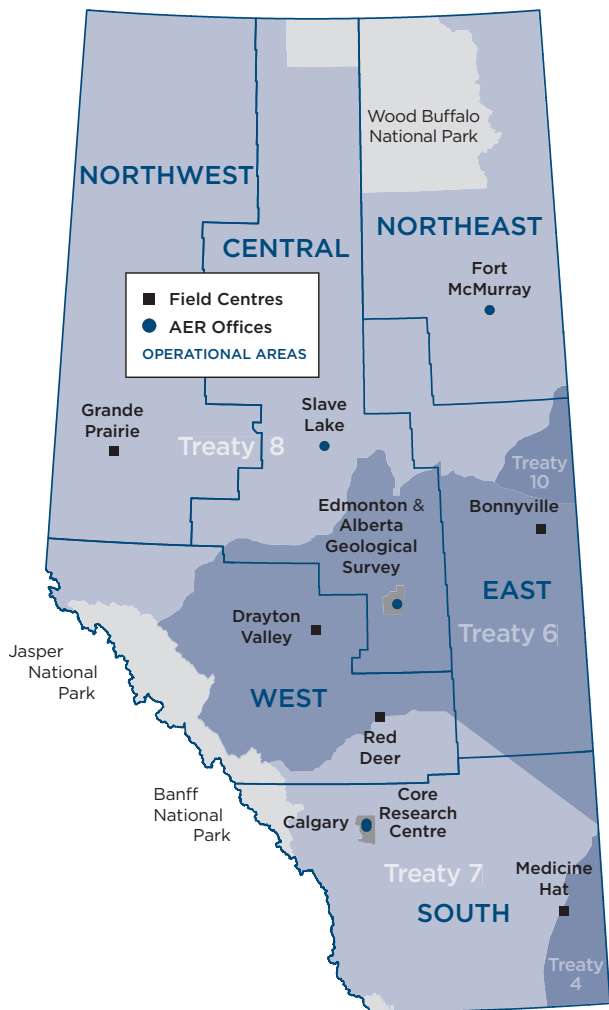 Wood Buffalo
National Park
NORTHWEST
NORTHEAST
CENTRAL
Fort
McMurray
Field Centres
AER Offices
OPERATIONAL AREAS
Grande
Prairie
Slave
Lake
Treaty 8
Treaty
10
Edmonton &
Alberta
Geological
Survey
Bonnyville
EAST
Drayton
Valley
Treaty 6
Jasper
National
Park
WEST
Red
Deer
Banff
National
Park
Calgary
Core
Research
Centre
Treaty 7
Medicine
Hat
SOUTH
Treaty
4